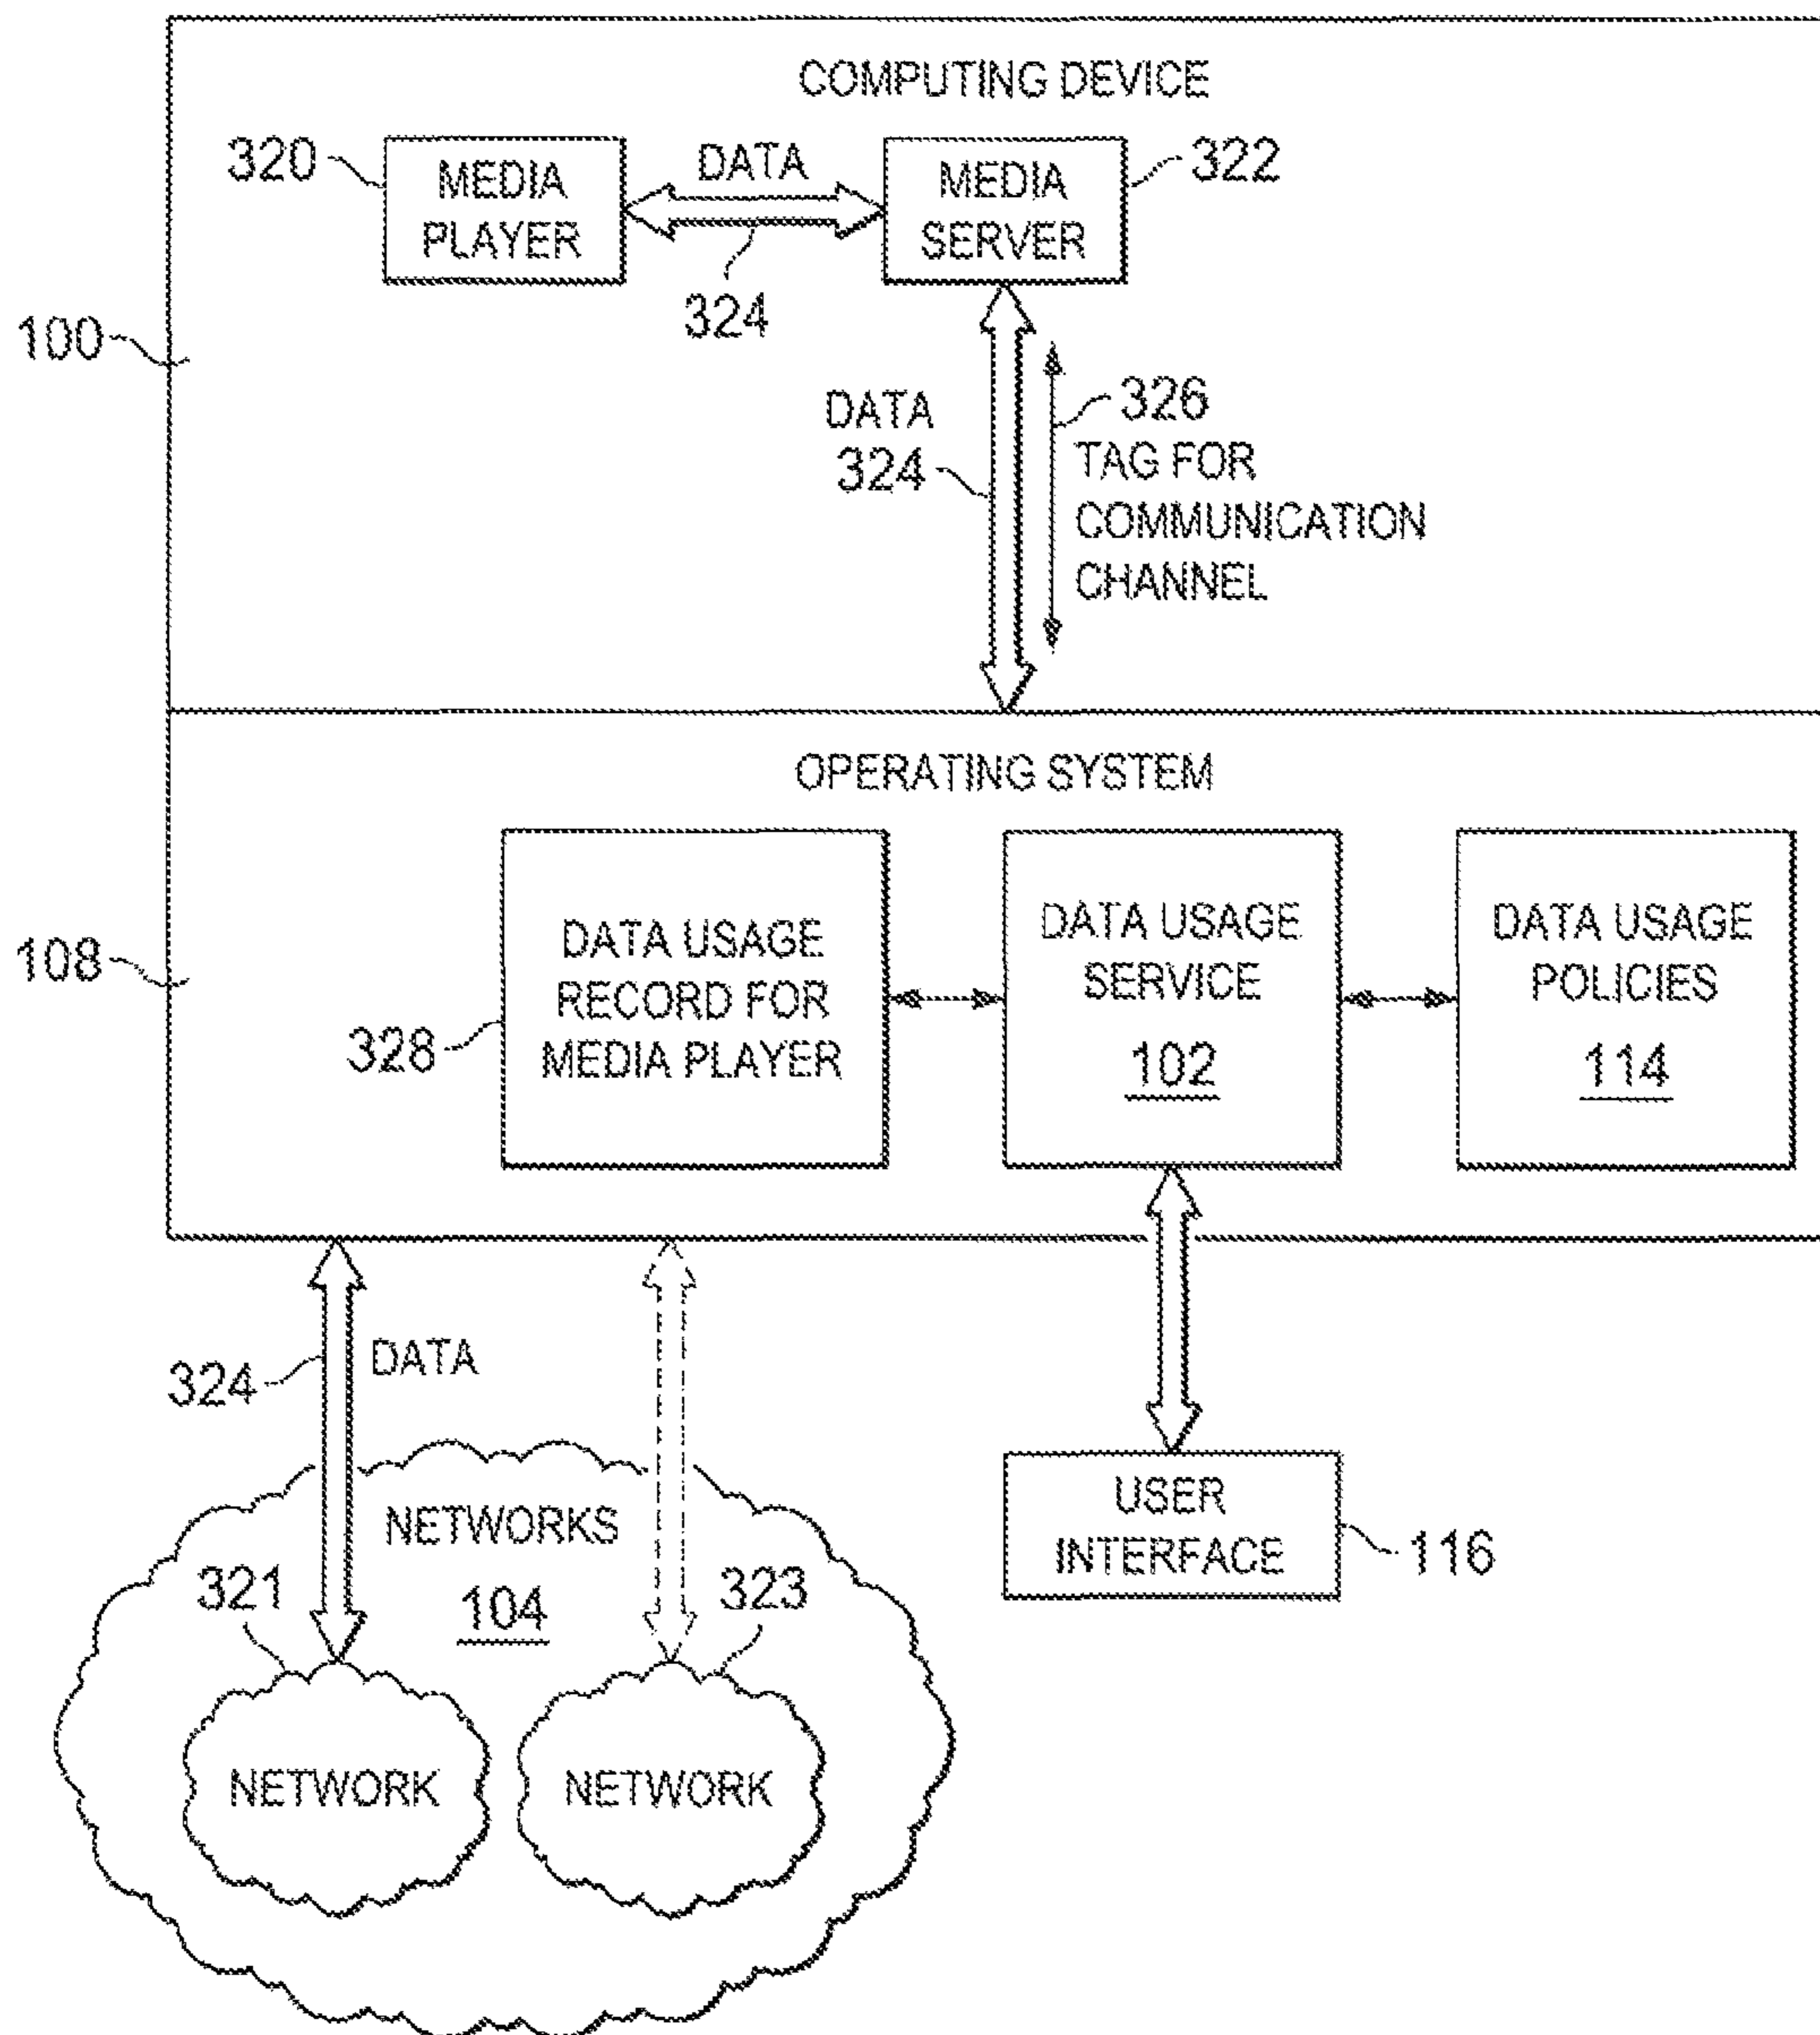 COMPUTING DEVICE
320
MEDIA
PLAYER
DATA
324
MEDIA
SERVER
322
100
DATA
324
326
TAG FOR
COMMUNICATION
CHANNEL
OPERATING SYSTEM
108
328
DATA USAGE
RECORD FOR
MEDIA PLAYER
DATA USAGE
SERVICE
102
DATA USAGE
POLICIES
114
324
DATA
NETWORKS
104
321
323
NETWORK
NETWORK
USER
INTERFACE
116